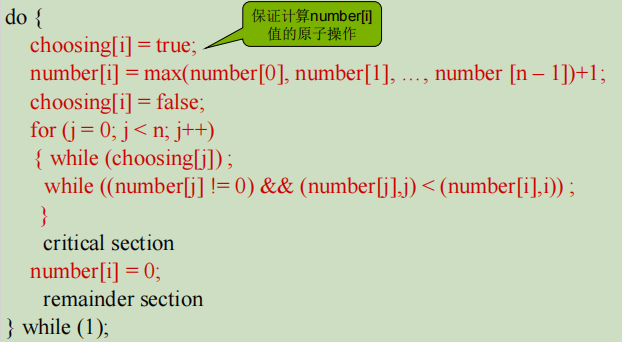 do {
保证计算number[i]
值的原子操作
choosing[i] = true;
number[i] = max(number[0], number[1], …, number [n – 1])+1;
choosing[i] = false;
for (j = 0; j < n; j++)
{ while (choosing[j]) ;
while ((number[j] != 0) && (number[j],j) < (number[i],i)) ;
}
critical section
number[i] = 0;
remainder section
} while (1);